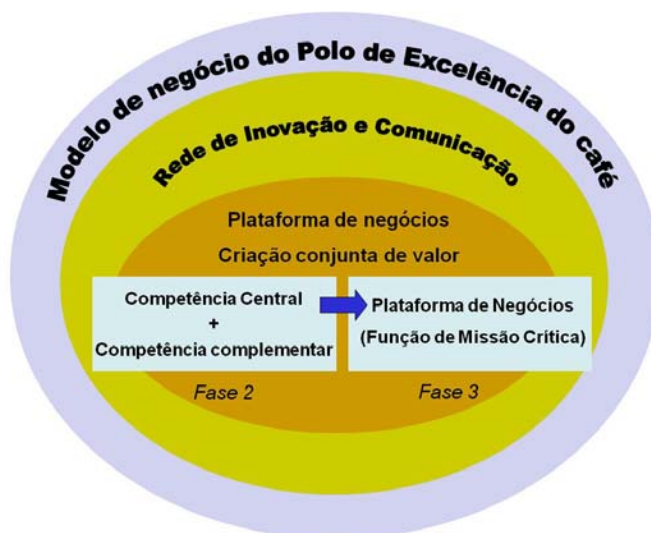 Modelo de negócio do Polo de Excelência do café
Rede de Inovação e Comunicação
Plataforma de negócios
Criação conjunta de valor
Competência Central
+
Competência complementar
Plataforma de Negócios
(Função de Missão Critica)
Fase 2
Fase 3